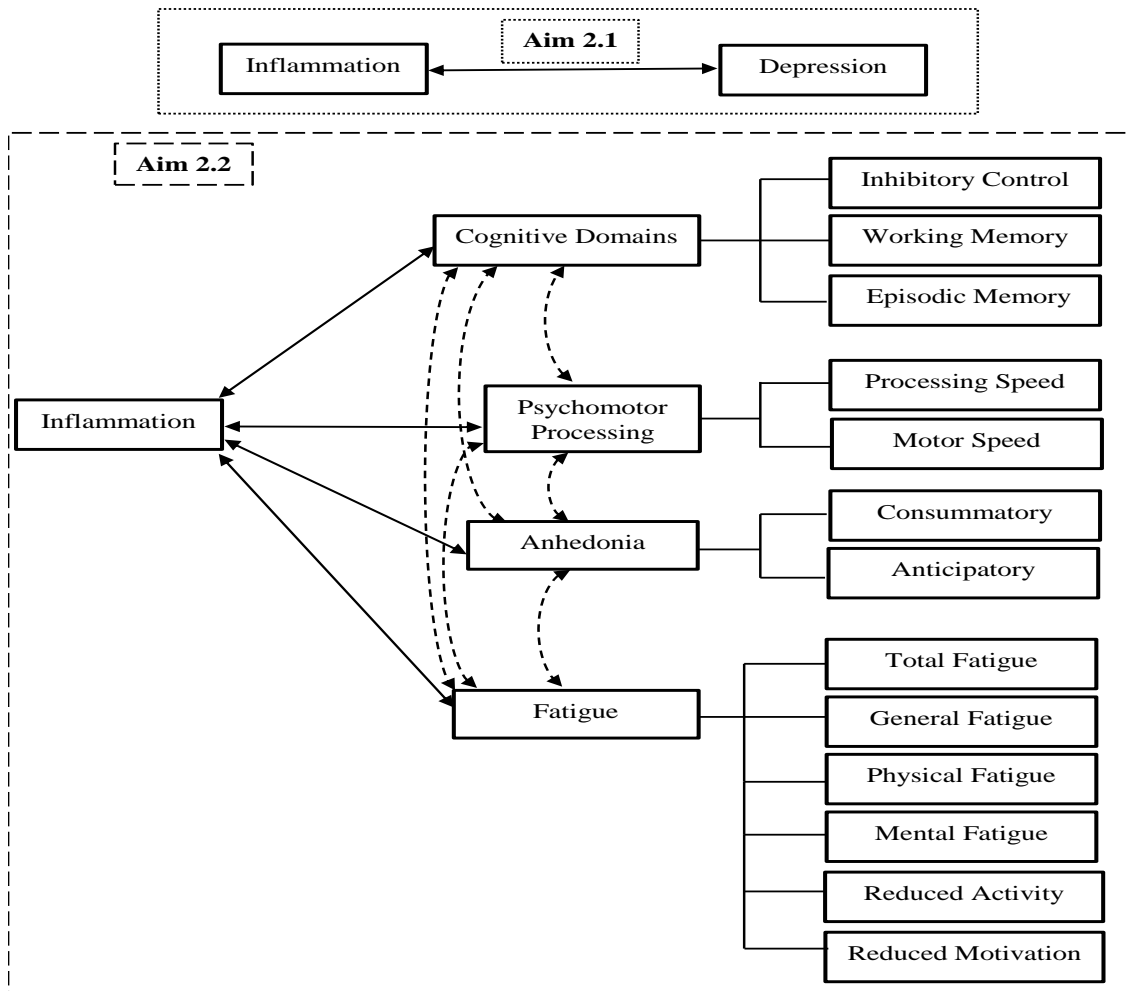 Aim 2.1
Inflammation
Depression
Aim 2.2
Inflammation
Cognitive Domains
Inhibitory Control
Working Memory
Episodic Memory
Psychomotor
Processing
Processing Speed
Motor Speed
Anhedonia
Consummatory
Anticipatory
Fatigue
Total Fatigue
General Fatigue
Physical Fatigue
Mental Fatigue
Reduced Activity
Reduced Motivation